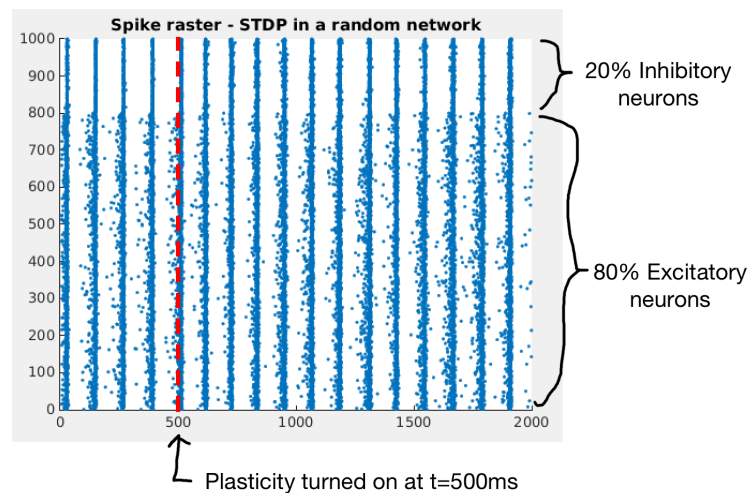 Spike raster - STDP in a random network
1000
900
800
700
600
500
400
300
200
100
0
0
500
1000
1500
2000
20% Inhibitory
neurons
80% Excitatory
neurons
Plasticity turned on at t=500ms